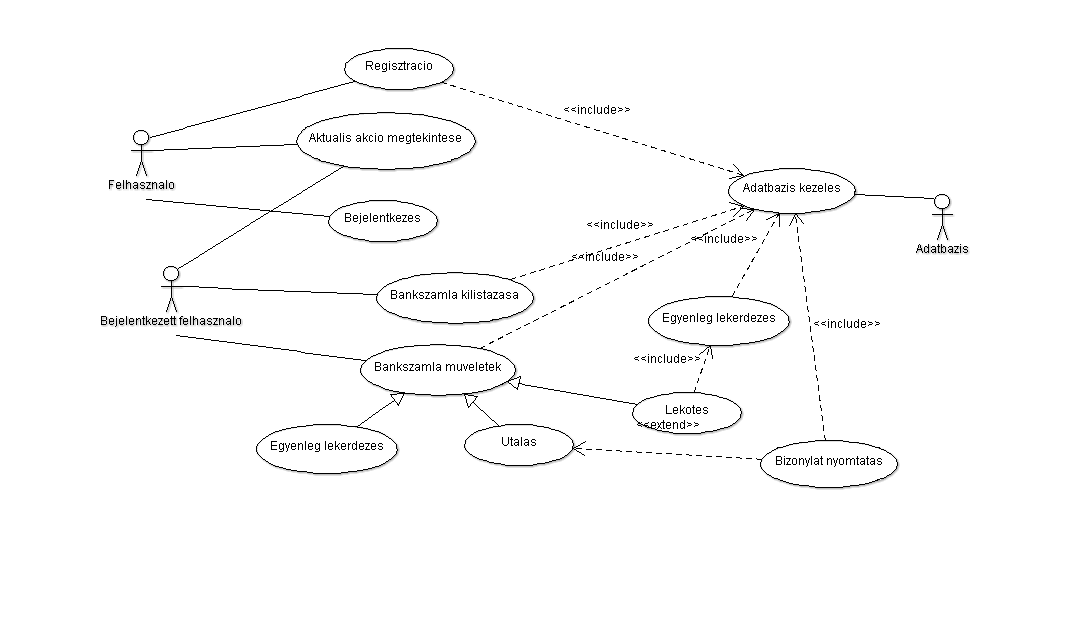 Regisztracio
<<include>>
Aktualis akcio megtekintese
Felhasznalo
Adatbazis kezeles
Bejelentkezes
<<include>>
<<include>>
Adatbazis
<<include>>
Bankszamla kilistazasa
Bejelentkezett felhasznalo
Egyenleg lekerdezes
<<include>>
<<include>>
Bankszamla muveletek
Lekotes
<<extend>>
Egyenleg lekerdezes
Utalas
Bizonylat nyomtatas